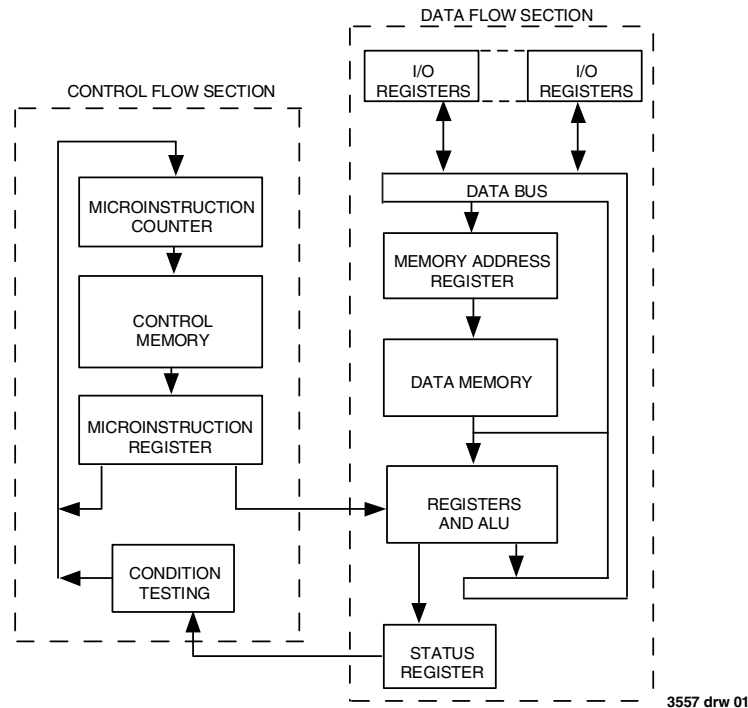 DATA FLOW SECTION
I/O
REGISTERS
I/O
REGISTERS
CONTROL FLOW SECTION
DATA BUS
MICROINSTRUCTION
COUNTER
MEMORY ADDRESS
REGISTER
CONTROL
MEMORY
DATA MEMORY
MICROINSTRUCTION
REGISTER
REGISTERS
AND ALU
CONDITION
TESTING
STATUS
REGISTER
3557 drw 01